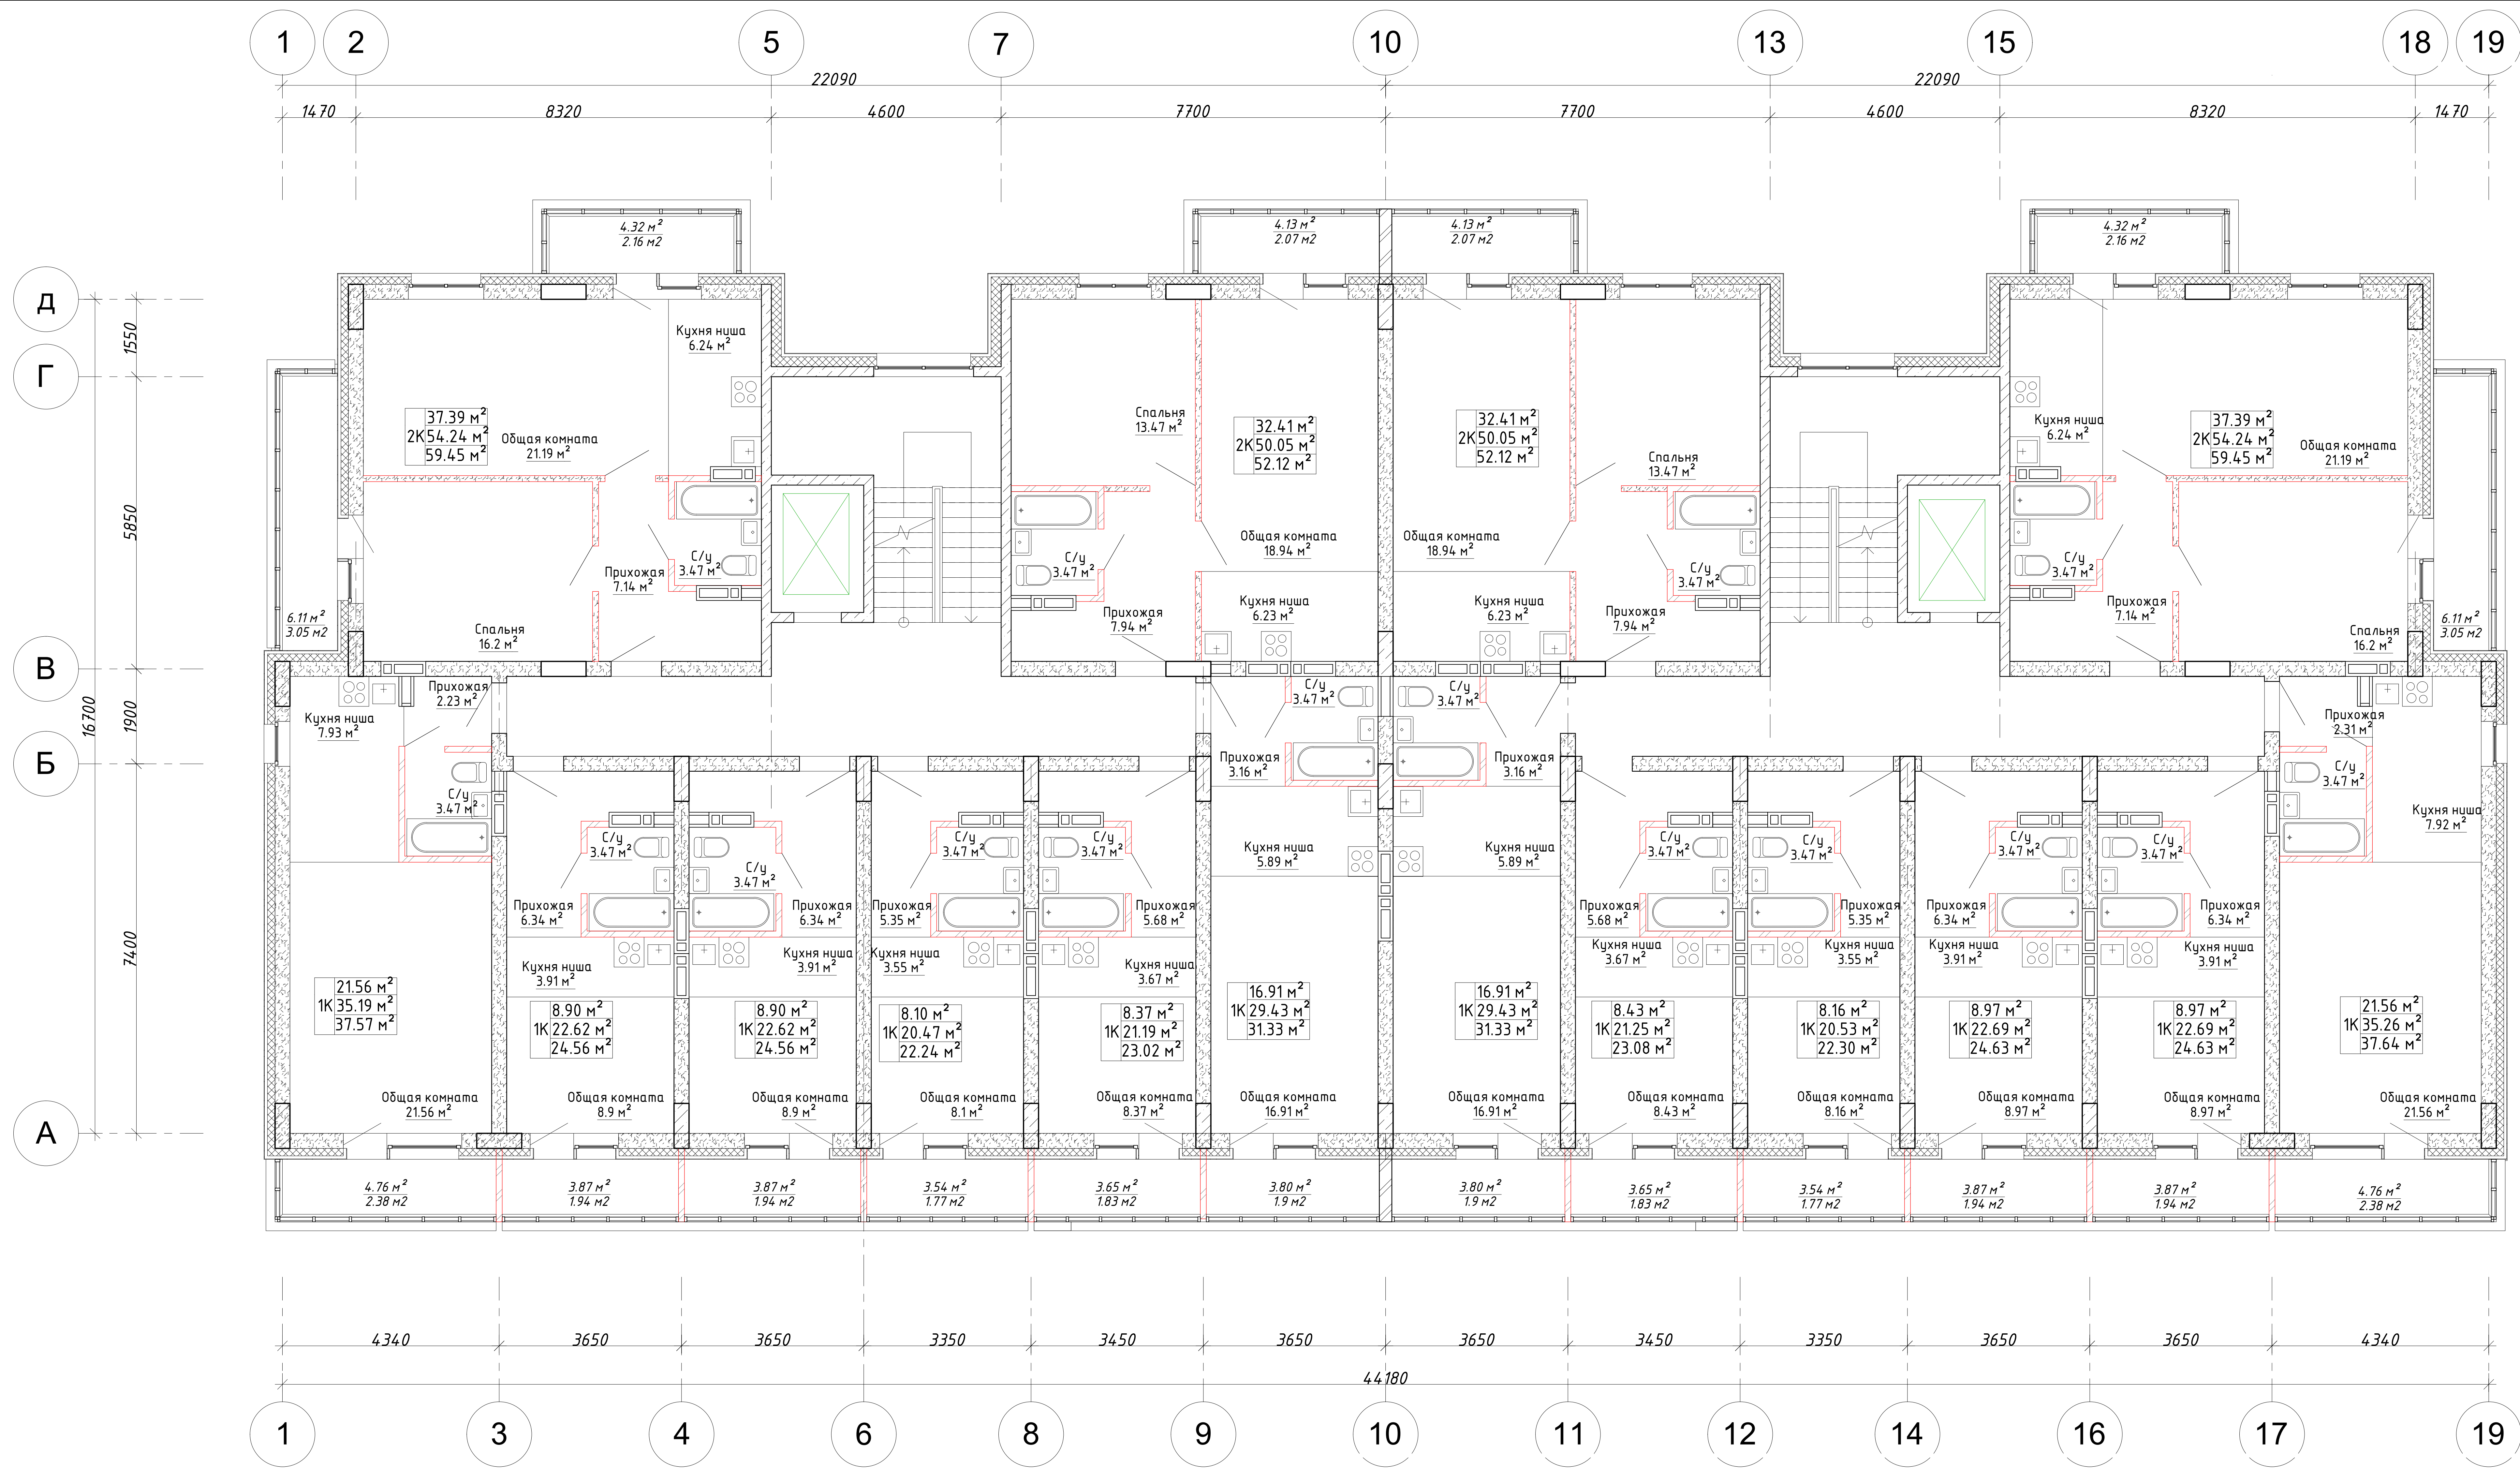 1 2 5 7 10 13 15 18 19
22090 22090
1470 8320 4600 7700 7700 4600 8320 1470
4.32 м²
2.16 м2
4.13 м²
2.07 м2
4.13 м²
2.07 м2
4.32 м²
2.16 м2
Д
Г
В
Б
А
1550
5850
1900
7400
16700
Кухня ниша
6.24 м²
37.39 м²
2К 54.24 м²
59.45 м²
Общая комната
21.19 м²
С/у
3.47 м²
Прихожая
7.14 м²
Спальня
16.2 м²
6.11 м²
3.05 м2
Спальня
13.47 м²
32.41 м²
2К 50.05 м²
52.12 м²
Общая комната
18.94 м²
С/у
3.47 м²
Прихожая
7.94 м²
Кухня ниша
6.23 м²
32.41 м²
2К 50.05 м²
52.12 м²
Спальня
13.47 м²
Общая комната
18.94 м²
С/у
3.47 м²
Кухня ниша
6.23 м²
Прихожая
7.94 м²
Кухня ниша
6.24 м²
37.39 м²
2К 54.24 м²
59.45 м²
Общая комната
21.19 м²
С/у
3.47 м²
Прихожая
7.14 м²
Спальня
16.2 м²
6.11 м²
3.05 м2
Прихожая
2.23 м²
Кухня ниша
7.93 м²
С/у
3.47 м²
21.56 м²
1К 35.19 м²
37.57 м²
Общая комната
21.56 м²
С/у
3.47 м²
Прихожая
6.34 м²
Кухня ниша
3.91 м²
8.90 м²
1К 22.62 м²
24.56 м²
Общая комната
8.9 м²
С/у
3.47 м²
Прихожая
6.34 м²
Кухня ниша
3.91 м²
8.90 м²
1К 22.62 м²
24.56 м²
Общая комната
8.9 м²
С/у
3.47 м²
Прихожая
5.35 м²
Кухня ниша
3.55 м²
8.10 м²
1К 20.47 м²
22.24 м²
Общая комната
8.1 м²
С/у
3.47 м²
Прихожая
5.68 м²
Кухня ниша
3.67 м²
8.37 м²
1К 21.19 м²
23.02 м²
Общая комната
8.37 м²
С/у
3.47 м²
Прихожая
3.16 м²
Кухня ниша
5.89 м²
16.91 м²
1К 29.43 м²
31.33 м²
Общая комната
16.91 м²
С/у
3.47 м²
Прихожая
3.16 м²
Кухня ниша
5.89 м²
16.91 м²
1К 29.43 м²
31.33 м²
Общая комната
16.91 м²
С/у
3.47 м²
Прихожая
5.68 м²
Кухня ниша
3.67 м²
8.43 м²
1К 21.25 м²
23.08 м²
Общая комната
8.43 м²
С/у
3.47 м²
Прихожая
5.35 м²
Кухня ниша
3.55 м²
8.16 м²
1К 20.53 м²
22.30 м²
Общая комната
8.16 м²
С/у
3.47 м²
Прихожая
6.34 м²
Кухня ниша
3.91 м²
8.97 м²
1К 22.69 м²
24.63 м²
Общая комната
8.97 м²
С/у
3.47 м²
Прихожая
6.34 м²
Кухня ниша
3.91 м²
8.97 м²
1К 22.69 м²
24.63 м²
Общая комната
8.97 м²
Прихожая
2.31 м²
С/у
3.47 м²
Кухня ниша
7.92 м²
21.56 м²
1К 35.26 м²
37.64 м²
Общая комната
21.56 м²
4.76 м²
2.38 м2
3.87 м²
1.94 м2
3.87 м²
1.94 м2
3.54 м²
1.77 м2
3.65 м²
1.83 м2
3.80 м²
1.9 м2
3.80 м²
1.9 м2
3.65 м²
1.83 м2
3.54 м²
1.77 м2
3.87 м²
1.94 м2
3.87 м²
1.94 м2
4.76 м²
2.38 м2
4340 3650 3650 3350 3450 3650 3650 3450 3350 3650 3650 4340
44180
1 3 4 6 8 9 10 11 12 14 16 17 19